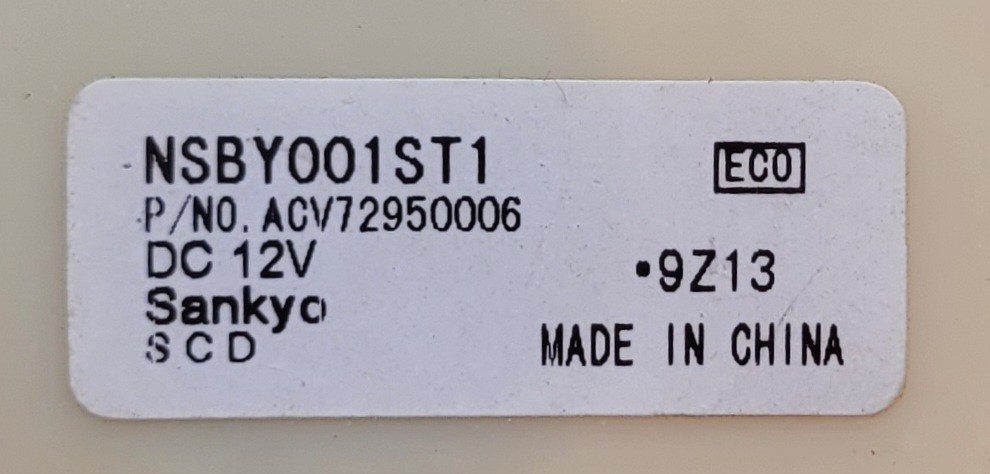 NSBY001ST1
ECO
P/NO. ACV72950006
DC 12V
•9Z13
Sankyo
SCD
MADE IN CHINA